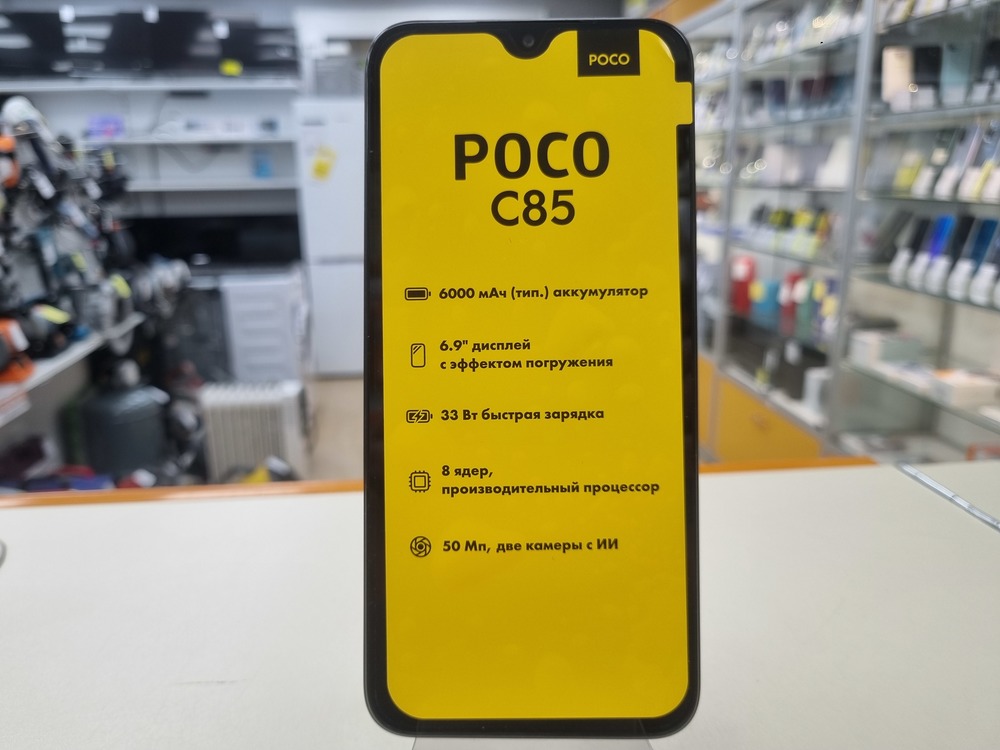 POCO
POCO
C85
6000 мАч (тип.) аккумулятор
6.9" дисплей
с эффектом погружения
33 Вт быстрая зарядка
8 ядер,
производительный процессор
50 Мп, две камеры с ИИ